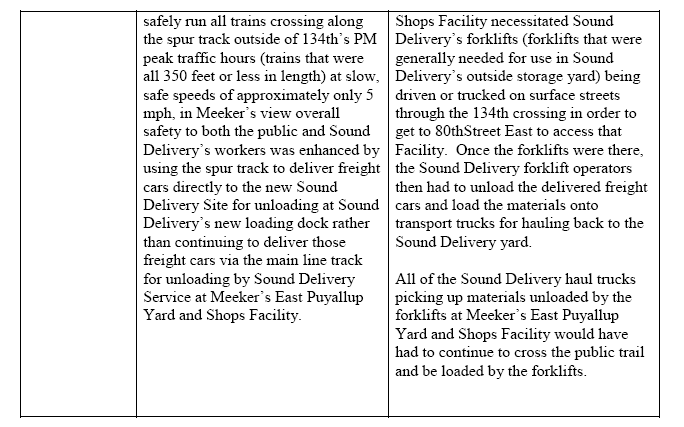 safely run all trains crossing along
the spur track outside of 134th's PM
peak traffic hours (trains that were
all 350 feet or less in length) at slow,
safe speeds of approximately only 5
mph, in Meeker's view overall
safety to both the public and Sound
Delivery's workers was enhanced by
using the spur track to deliver freight
cars directly to the new Sound
Delivery Site for unloading at Sound
Delivery's new loading dock rather
than continuing to deliver those
freight cars via the main line track
for unloading by Sound Delivery
Service at Meeker's East Puyallup
Yard and Shops Facility.
Shops Facility necessitated Sound
Delivery's forklifts (forklifts that were
generally needed for use in Sound
Delivery's outside storage yard) being
driven or trucked on surface streets
through the 134th crossing in order to
get to 80thStreet East to access that
Facility.  Once the forklifts were there,
the Sound Delivery forklift operators
then had to unload the delivered freight
cars and load the materials onto
transport trucks for hauling back to the
Sound Delivery yard.
All of the Sound Delivery haul trucks
picking up materials unloaded by the
forklifts at Meeker's East Puyallup
Yard and Shops Facility would have
had to continue to cross the public trail
and be loaded by the forklifts.